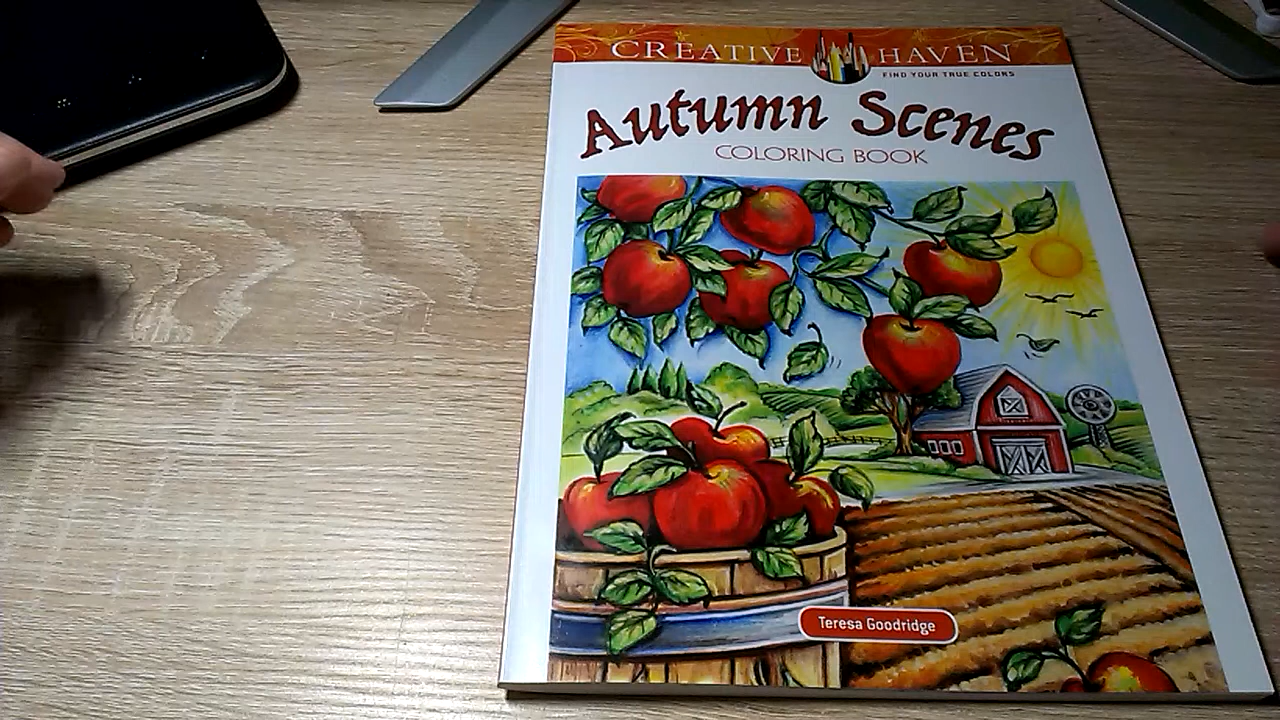 CREATIVE HAVEN
FIND YOUR TRUE COLORS
Autumn Scenes
COLORING BOOK
Teresa Goodridge